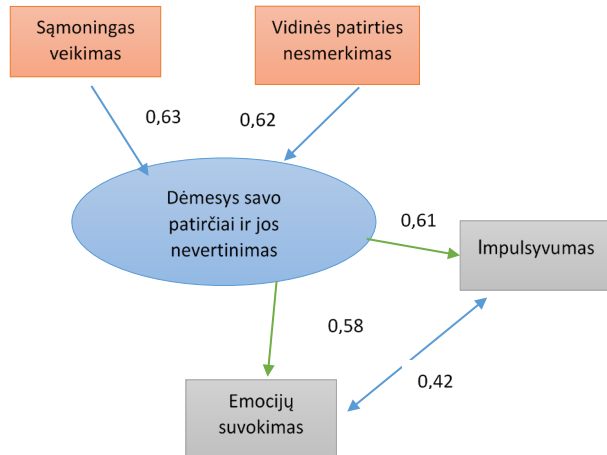 Sąmoningas
veikimas
Vidinės patirties
nesmerkimas
0,63
0,62
Dėmesys savo
patirčiai ir jos
nevertinimas
0,61
Impulsyvumas
0,58
0,42
Emocijų
suvokimas